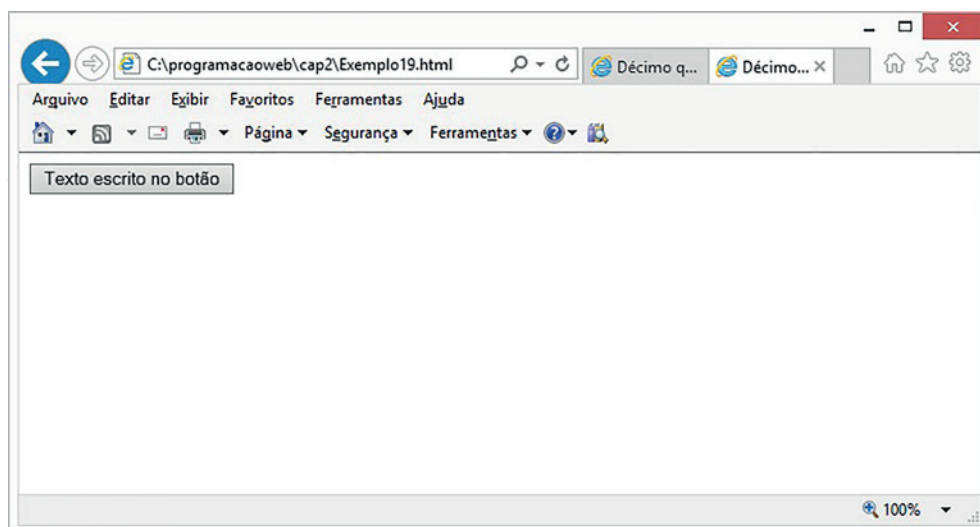 C:\programacaoweb\cap2\Exemplo19.html
Décimo q...
Décimo...
Arquivo Editar Exibir Favoritos Ferramentas Ajuda
Página Segurança Ferramentas
Texto escrito no botão
100%